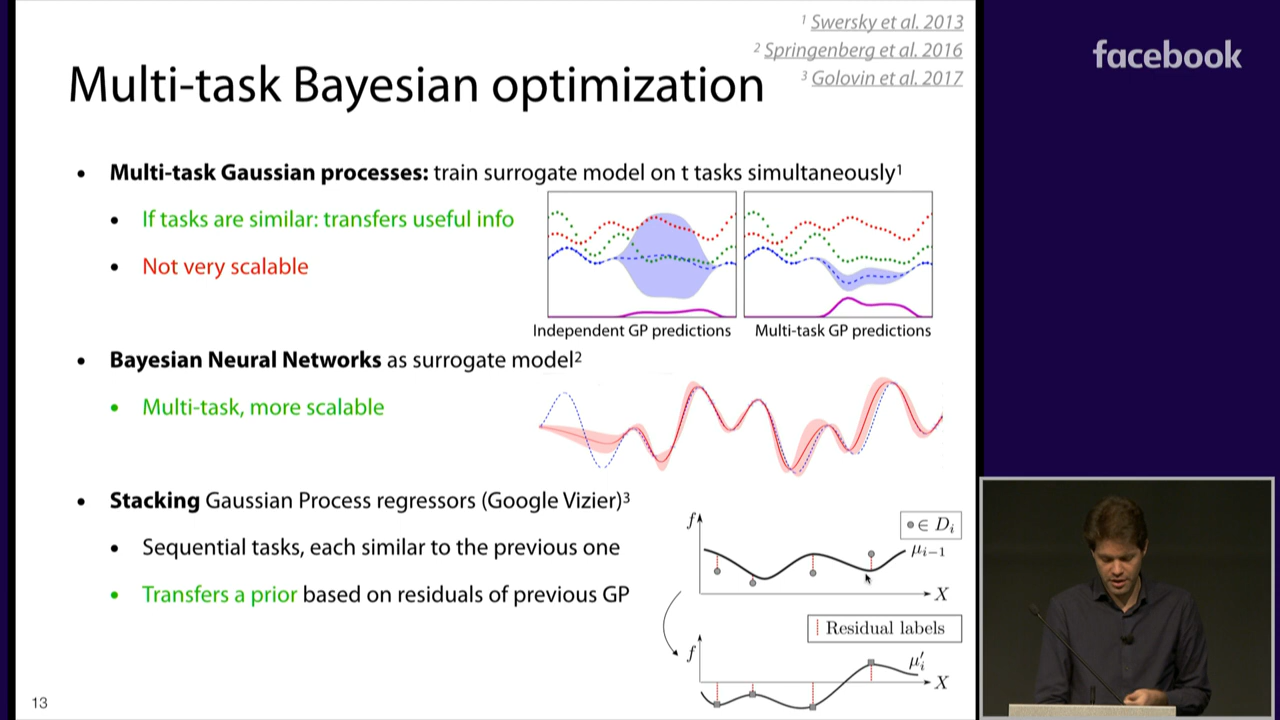 ¹ Swersky et al. 2013
² Springenberg et al. 2016
³ Golovin et al. 2017
facebook
Multi-task Bayesian optimization
• Multi-task Gaussian processes: train surrogate model on t tasks simultaneously¹
• If tasks are similar: transfers useful info
• Not very scalable
Independent GP predictions
Multi-task GP predictions
• Bayesian Neural Networks as surrogate model²
• Multi-task, more scalable
• Stacking Gaussian Process regressors (Google Vizier)³
• Sequential tasks, each similar to the previous one
• Transfers a prior based on residuals of previous GP
f
● ∈ Dᵢ
μᵢ₋₁
X
Residual labels
f
μ′ᵢ
X
13